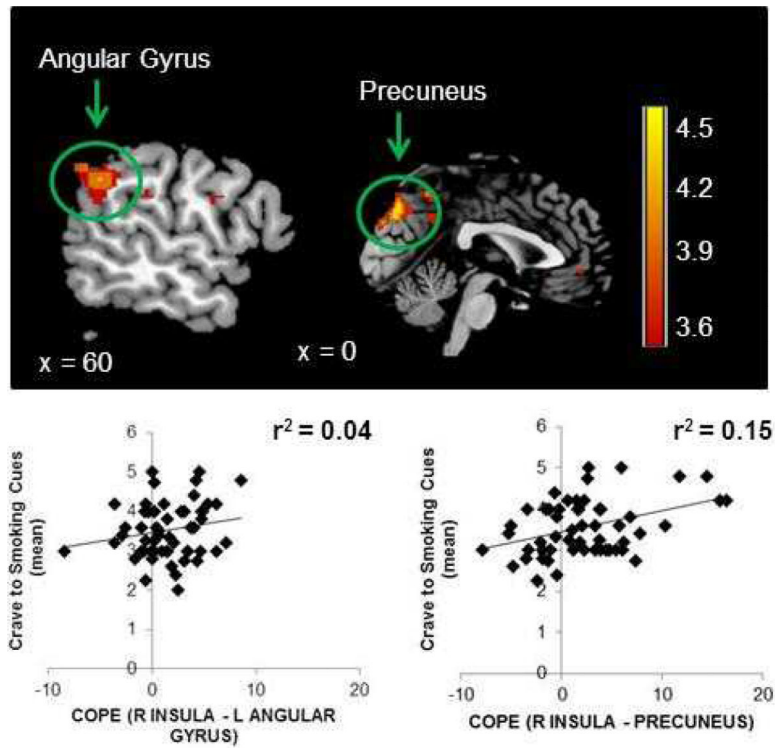 Angular Gyrus
Precuneus
4.5
4.2
3.9
3.6
x = 60
x = 0
r² = 0.04
6
5
4
3
2
1
0
-10
0
10
20
Crave to Smoking Cues
(mean)
COPE (R INSULA - L ANGULAR
GYRUS)
r² = 0.15
6
5
4
3
2
1
0
-10
0
10
20
Crave to Smoking Cues
(mean)
COPE (R INSULA - PRECUNEUS)